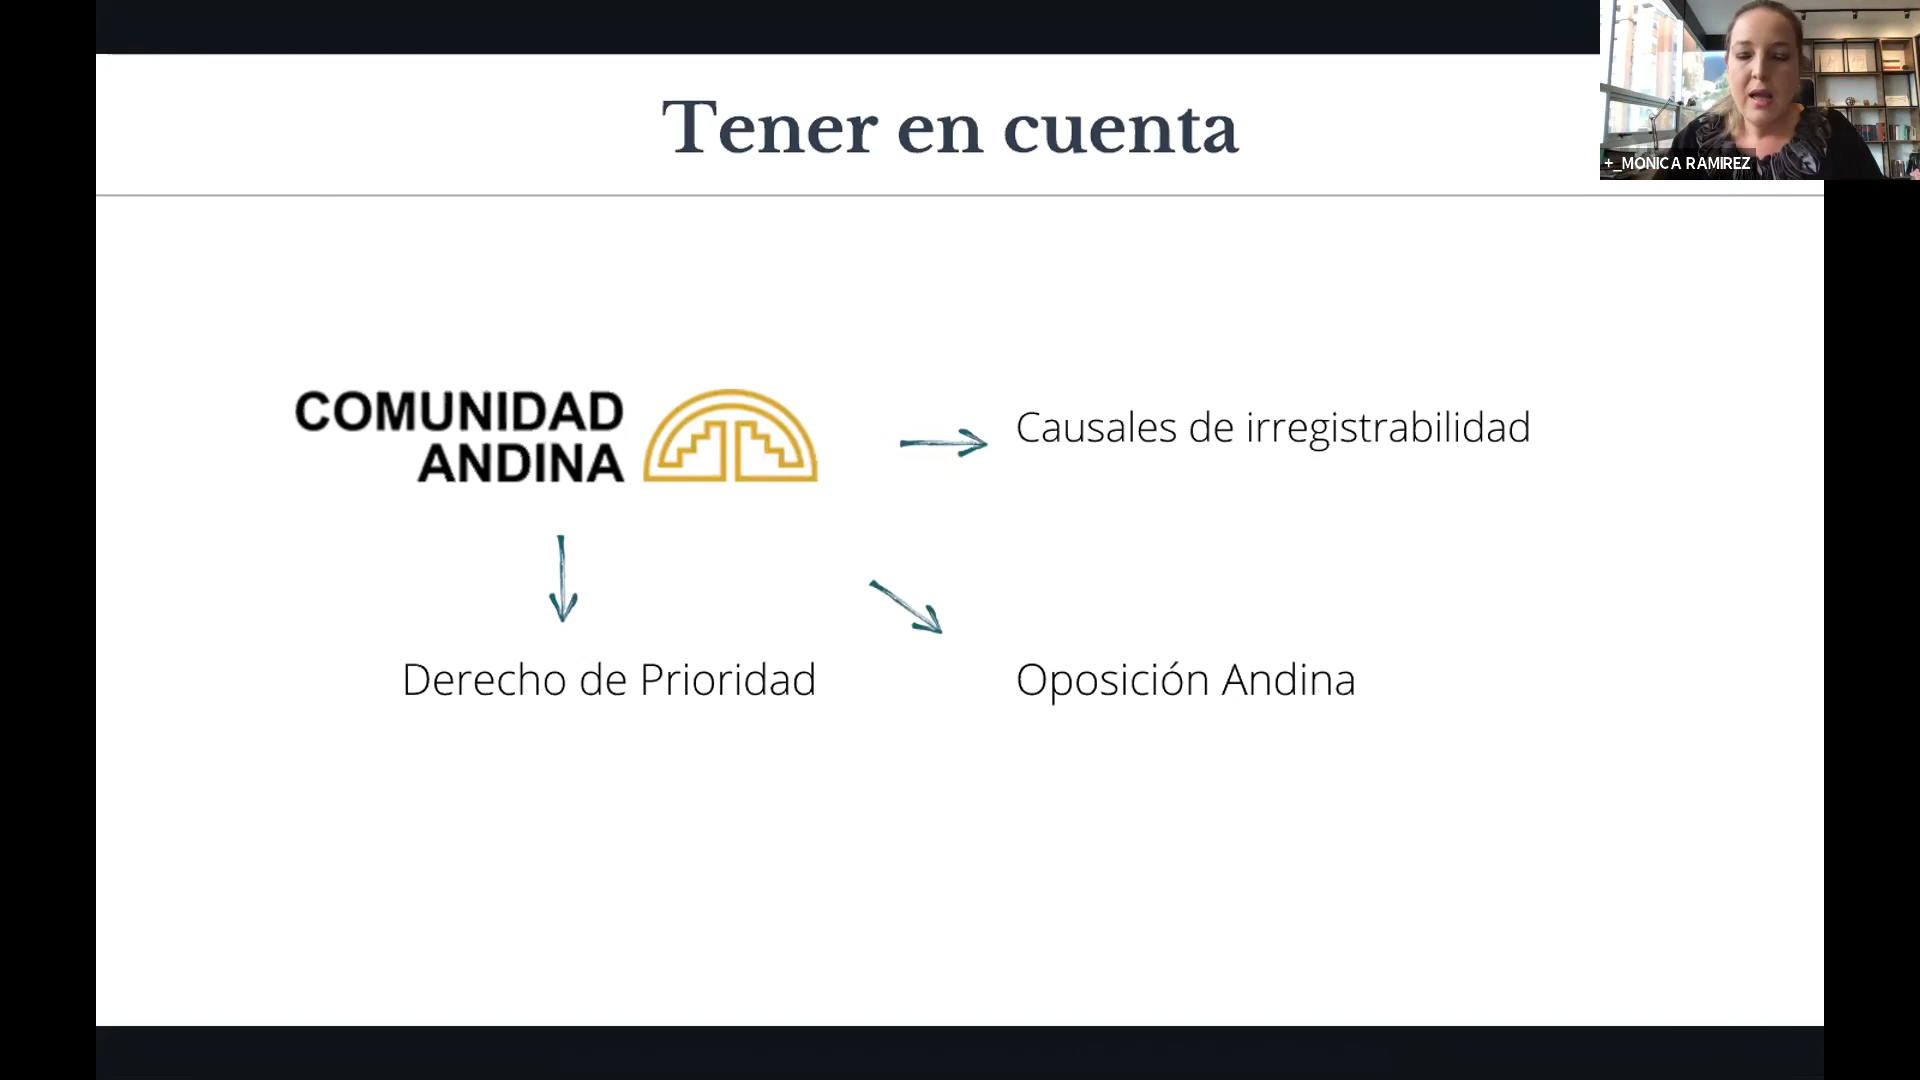 Tener en cuenta
+_MONICA RAMIREZ
COMUNIDAD
ANDINA
Causales de irregistrabilidad
Derecho de Prioridad
Oposición Andina